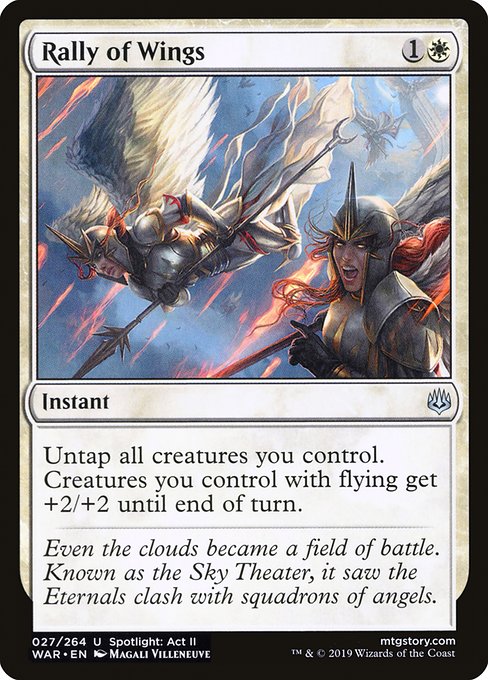 Rally of Wings 1
Instant
Untap all creatures you control.
Creatures you control with flying get
+2/+2 until end of turn.
Even the clouds became a field of battle.
Known as the Sky Theater, it saw the
Eternals clash with squadrons of angels.
027/264 U Spotlight: Act II
WAR • EN Magali Villeneuve
mtgstory.com
™ & © 2019 Wizards of the Coast